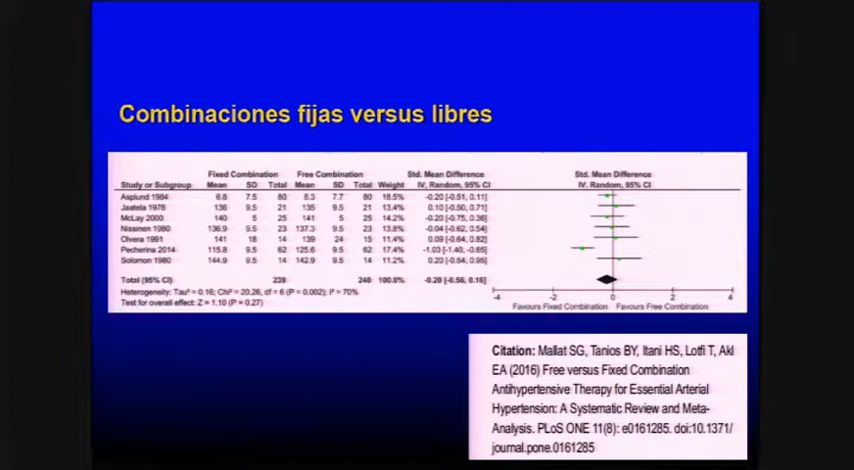 Combinaciones fijas versus libres
Fixed Combination Free Combination Std. Mean Difference Std. Mean Difference
Study or Subgroup Mean SD Total Mean SD Total Weight IV, Random, 95% CI IV, Random, 95% CI
Asplund 1984 6.8 7.5 80 8.3 7.7 80 18.5% -0.20 [-0.51, 0.11]
Jaatela 1978 136 9.5 21 135 9.5 21 13.4% 0.10 [-0.50, 0.71]
McLay 2000 140 5 25 141 5 25 14.2% -0.20 [-0.75, 0.36]
Nissinen 1980 136.9 9.5 23 137.3 9.5 23 13.8% -0.04 [-0.62, 0.54]
Olvera 1991 141 18 14 139 24 15 11.5% 0.09 [-0.64, 0.82]
Pecherina 2014 115.8 9.5 62 125.6 9.5 62 17.4% -1.03 [-1.40, -0.65]
Solomon 1980 144.9 9.5 14 142.9 9.5 14 11.2% 0.20 [-0.54, 0.95]
Total (95% CI) 239 240 100.0% -0.20 [-0.56, 0.16]
Heterogeneity: Tau² = 0.16; Chi² = 20.26, df = 6 (P = 0.002); I² = 70%
Test for overall effect: Z = 1.10 (P = 0.27)
-4 -2 0 2 4
Favours Fixed Combination Favours Free Combination
Citation: Mallat SG, Tanios BY, Itani HS, Lotfi T, Akl
EA (2016) Free versus Fixed Combination
Antihypertensive Therapy for Essential Arterial
Hypertension: A Systematic Review and Meta-
Analysis. PLoS ONE 11(8): e0161285. doi:10.1371/
journal.pone.0161285